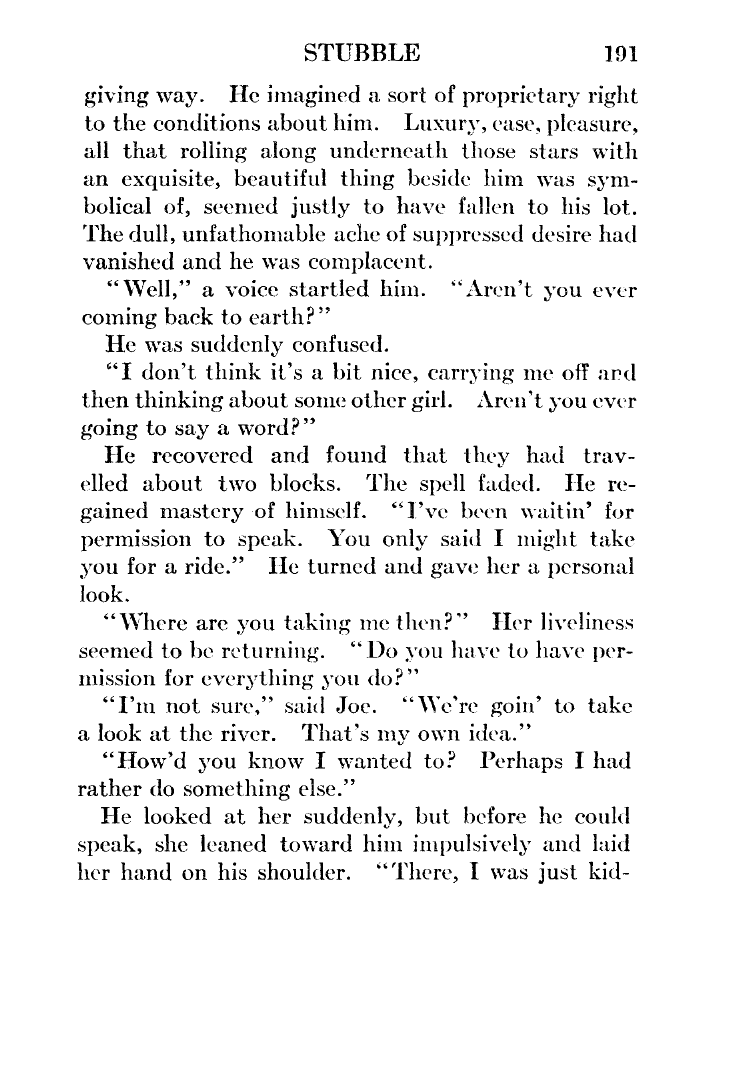 STUBBLE 191
giving way. He imagined a sort of proprietary right
to the conditions about him. Luxury, ease, pleasure,
all that rolling along underneath those stars with
an exquisite, beautiful thing beside him was sym-
bolical of, seemed justly to have fallen to his lot.
The dull, unfathomable ache of suppressed desire had
vanished and he was complacent.
"Well," a voice startled him. "Aren't you ever
coming back to earth?"
He was suddenly confused.
"I don't think it's a bit nice, carrying me off and
then thinking about some other girl. Aren't you ever
going to say a word?"
He recovered and found that they had trav-
elled about two blocks. The spell faded. He re-
gained mastery of himself. "I've been waitin' for
permission to speak. You only said I might take
you for a ride." He turned and gave her a personal
look.
"Where are you taking me then?" Her liveliness
seemed to be returning. "Do you have to have per-
mission for everything you do?"
"I'm not sure," said Joe. "We're goin' to take
a look at the river. That's my own idea."
"How'd you know I wanted to? Perhaps I had
rather do something else."
He looked at her suddenly, but before he could
speak, she leaned toward him impulsively and laid
her hand on his shoulder. "There, I was just kid-